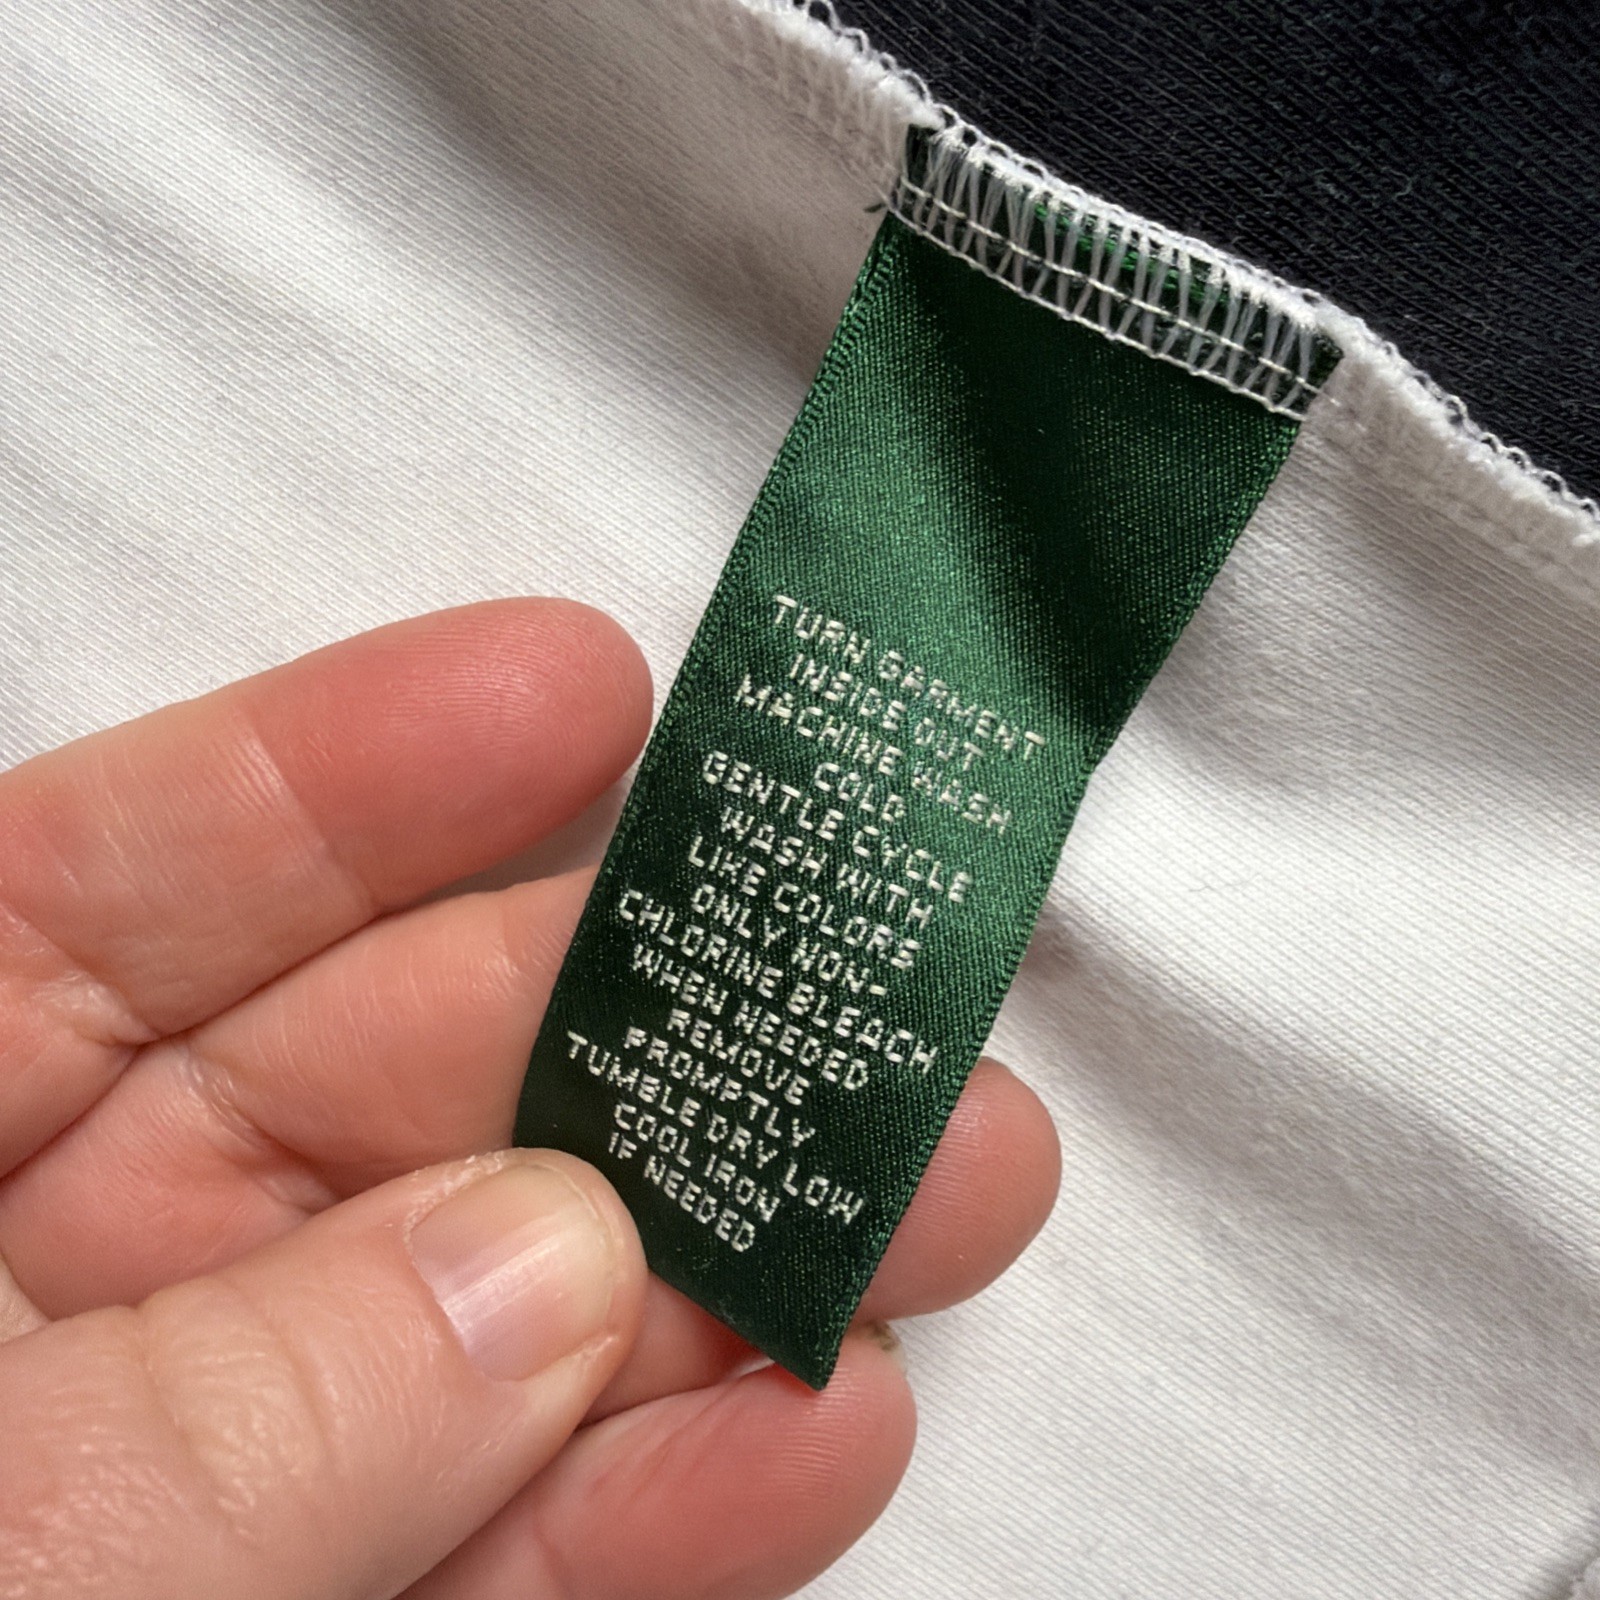 TURN GARMENT
INSIDE OUT
MACHINE WASH
COLD
GENTLE CYCLE
WASH WITH
LIKE COLORS
ONLY NON-
CHLORINE BLEACH
WHEN NEEDED
REMOVE
PROMPTLY
TUMBLE DRY LOW
COOL IRON
IF NEEDED